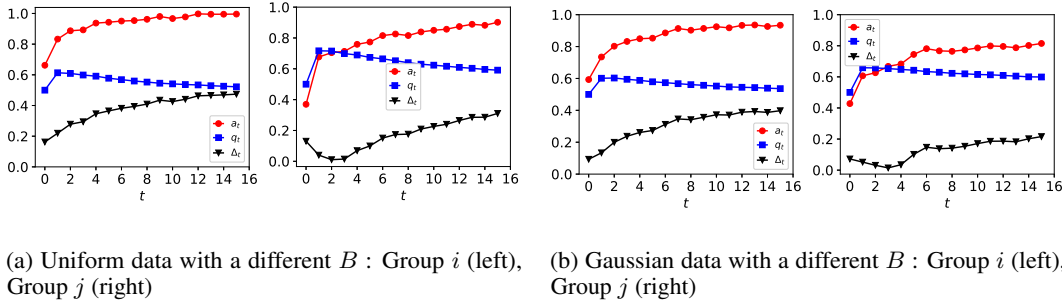 1.0
0.8
0.6
0.4
0.2
0.0
0 2 4 6 8 10 12 14 16
t
a_t
q_t
Δ_t
1.0
0.8
0.6
0.4
0.2
0.0
0 2 4 6 8 10 12 14 16
t
a_t
q_t
Δ_t
1.0
0.8
0.6
0.4
0.2
0.0
0 2 4 6 8 10 12 14 16
t
a_t
q_t
Δ_t
1.0
0.8
0.6
0.4
0.2
0.0
0 2 4 6 8 10 12 14 16
t
a_t
q_t
Δ_t
(a) Uniform data with a different B : Group i (left),
Group j (right)
(b) Gaussian data with a different B : Group i (left),
Group j (right)